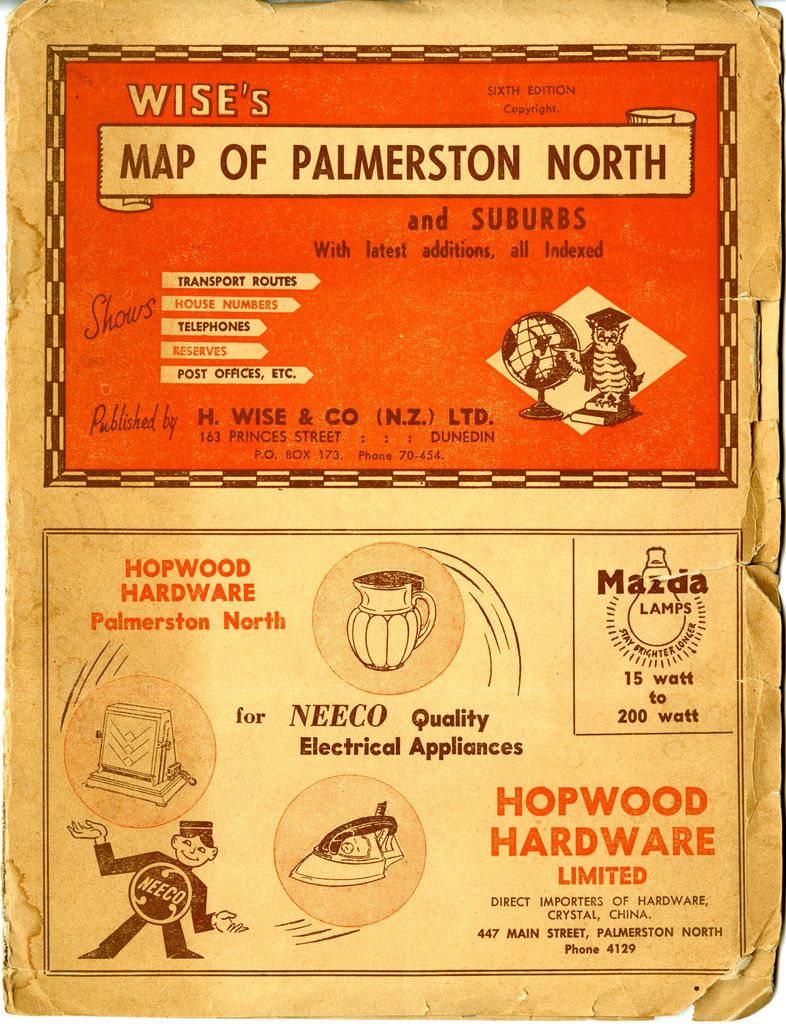 WISE's
SIXTH EDITION
Copyright.
MAP OF PALMERSTON NORTH
and SUBURBS
With latest additions, all Indexed
Shows
TRANSPORT ROUTES
HOUSE NUMBERS
TELEPHONES
RESERVES
POST OFFICES, ETC.
Published by
H. WISE & CO (N.Z.) LTD.
163 PRINCES STREET : : : DUNEDIN
P.O. BOX 173. Phone 70-454.
HOPWOOD
HARDWARE
Palmerston North
Mazda
LAMPS
STAY BRIGHTER LONGER
15 watt
to
200 watt
for NEECO Quality
Electrical Appliances
NEECO
HOPWOOD
HARDWARE
LIMITED
DIRECT IMPORTERS OF HARDWARE,
CRYSTAL, CHINA.
447 MAIN STREET, PALMERSTON NORTH
Phone 4129